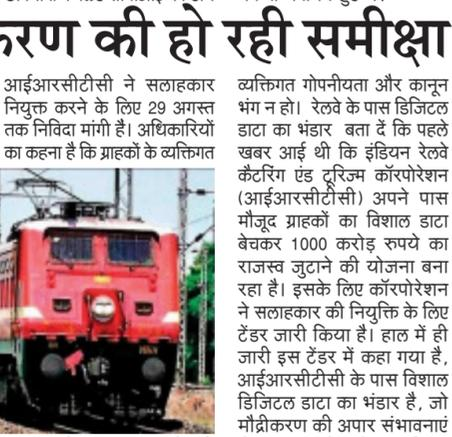 करण की हो रही समीक्षा
आईआरसीटीसी ने सलाहकार
नियुक्त करने के लिए 29 अगस्त
तक निविदा मांगी है। अधिकारियों
का कहना है कि ग्राहकों के व्यक्तिगत
व्यक्तिगत गोपनीयता और कानून
भंग न हो। रेलवे के पास डिजिटल
डाटा का भंडार बता दें कि पहले
खबर आई थी कि इंडियन रेलवे
कैटरिंग एंड टूरिज्म कॉरपोरेशन
(आईआरसीटीसी) अपने पास
मौजूद ग्राहकों का विशाल डाटा
बेचकर 1000 करोड़ रुपये का
राजस्व जुटाने की योजना बना
रहा है। इसके लिए कॉरपोरेशन
ने सलाहकार की नियुक्ति के लिए
टेंडर जारी किया है। हाल में ही
जारी इस टेंडर में कहा गया है,
आईआरसीटीसी के पास विशाल
डिजिटल डाटा का भंडार है, जो
मौद्रीकरण की अपार संभावनाएं